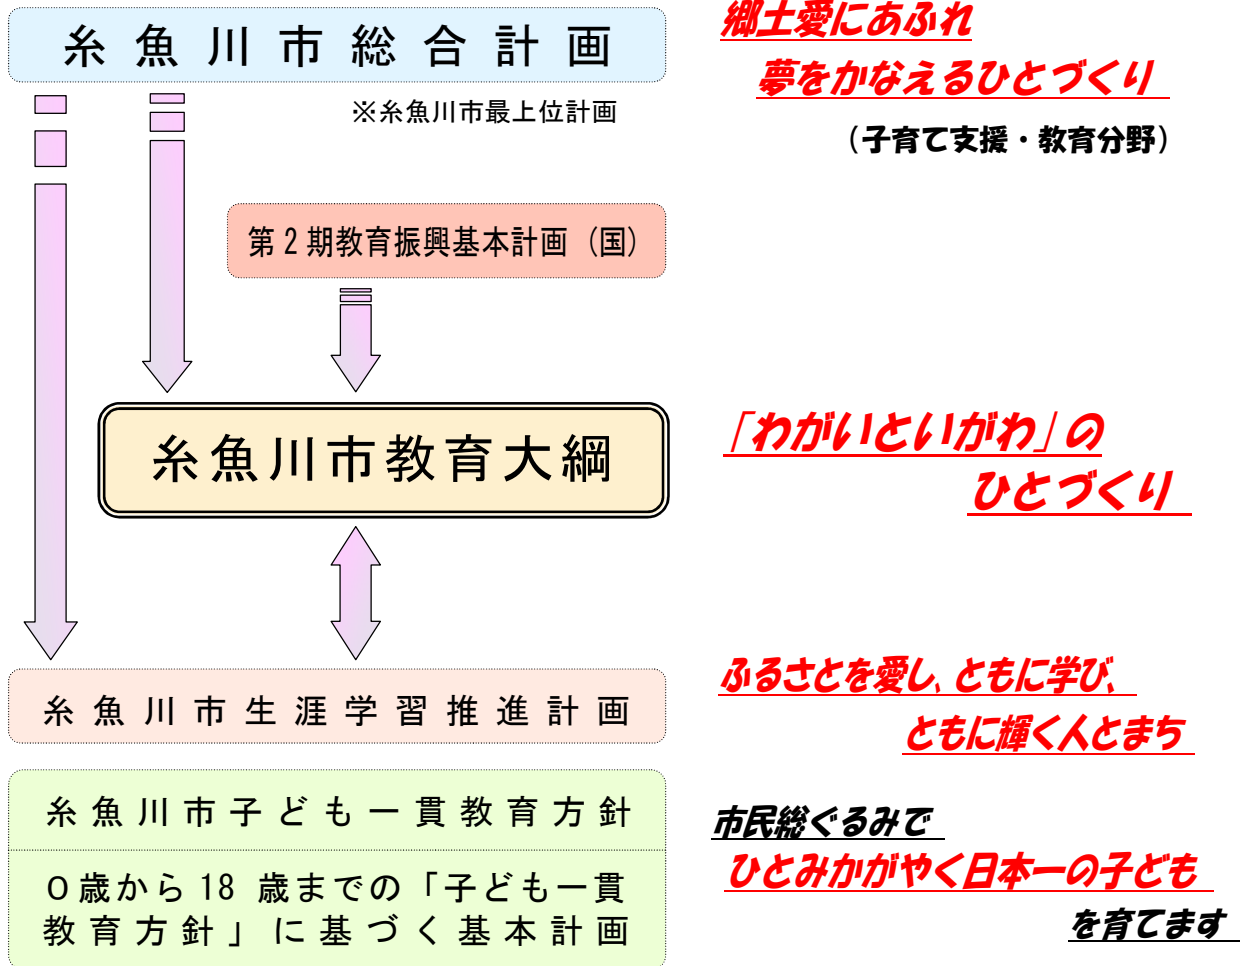 糸魚川市総合計画
郷土愛にあふれ
夢をかなえるひとづくり
※糸魚川市最上位計画
（子育て支援・教育分野）
第２期教育振興基本計画（国）
糸魚川市教育大綱
「わがいといがわ」の
ひとづくり
糸魚川市生涯学習推進計画
ふるさとを愛し、ともに学び、
ともに輝く人とまち
糸魚川市子ども一貫教育方針
０歳から 18 歳までの「子ども一貫
教育方針」に基づく基本計画
市民総ぐるみで
ひとみかがやく日本一の子ども
を育てます